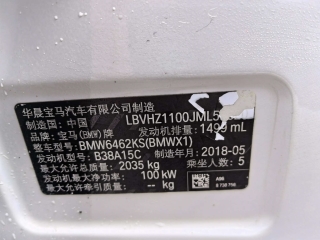 华晨宝马汽车有限公司制造
制造国：中国 LBVHZ1100JML5
品牌：宝马(BMW)牌 发动机排量：1499 mL
整车型号：BMW6462KS(BMWX1)
发动机型号：B38A15C 制造年月：2018-05
最大允许总质量：2035 kg 乘坐人数：5
发动机最大净功率：100 kW
最大允许牵引质量：-- kg
A96